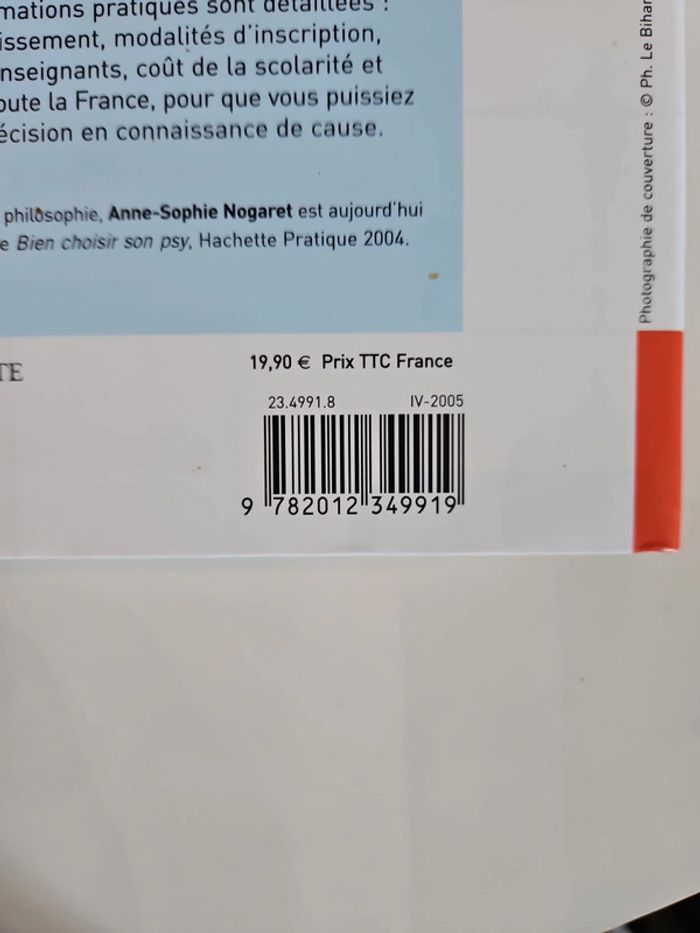 mations pratiques sont détaillées :
issement, modalités d'inscription,
nseignants, coût de la scolarité et
oute la France, pour que vous puissiez
écision en connaissance de cause.
philosophie, Anne-Sophie Nogaret est aujourd'hui
e Bien choisir son psy, Hachette Pratique 2004.
Photographie de couverture : © Ph. Le Bihar
TE
19,90 € Prix TTC France
23.4991.8 IV-2005
9 782012 349919